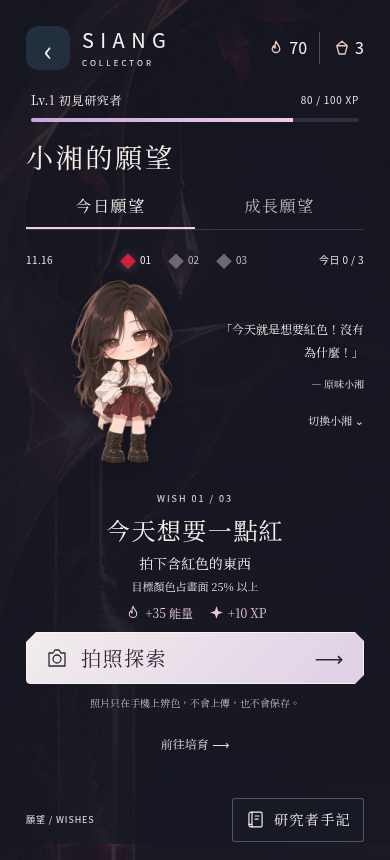 SIANG
COLLECTOR
70
3
Lv.1 初見研究者
80 / 100 XP
小湘的願望
今日願望
成長願望
11.16
01
02
03
今日 0 / 3
「今天就是想要紅色！沒有
為什麼！」
— 原味小湘
切換小湘 ⌄
WISH 01 / 03
今天想要一點紅
拍下含紅色的東西
目標顏色占畫面 25% 以上
+35 能量
+10 XP
拍照探索 ⟶
照片只在手機上辨色，不會上傳，也不會保存。
前往培育 ⟶
願望 / WISHES
研究者手記